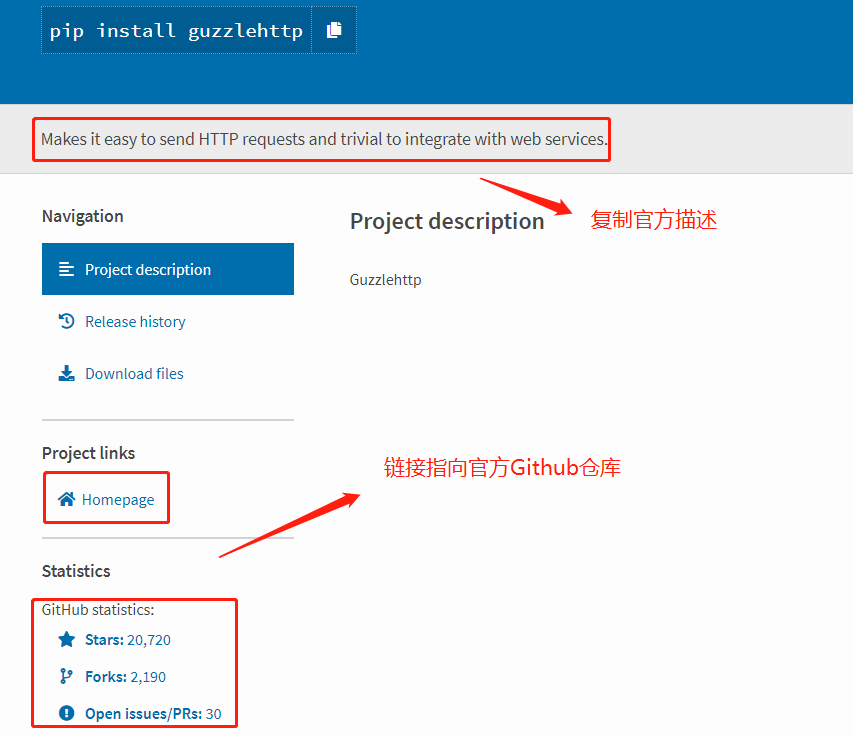 pip install guzzlehttp
Makes it easy to send HTTP requests and trivial to integrate with web services.
复制官方描述
Navigation
Project description
Release history
Download files
Project description
Guzzlehttp
Project links
Homepage
链接指向官方Github仓库
Statistics
GitHub statistics:
Stars: 20,720
Forks: 2,190
Open issues/PRs: 30